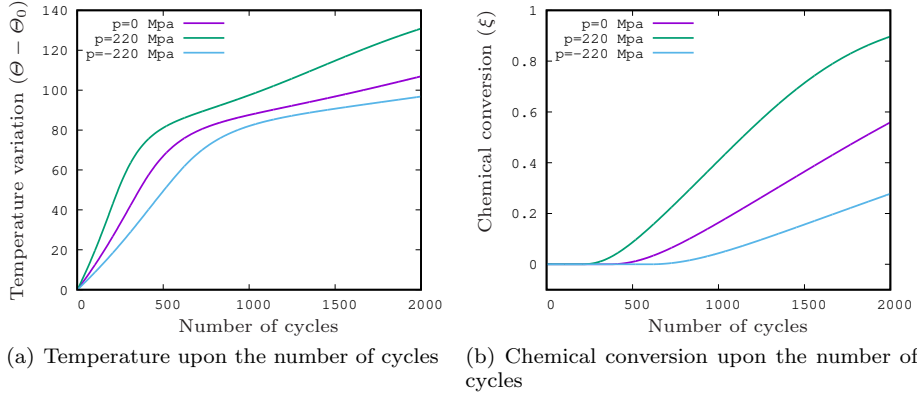 140
120
100
80
60
40
20
0
0 500 1000 1500 2000
Temperature variation (Θ − Θ0)
Number of cycles
p=0 Mpa
p=220 Mpa
p=−220 Mpa
(a) Temperature upon the number of cycles
1
0.8
0.6
0.4
0.2
0
0 500 1000 1500 2000
Chemical conversion (ξ)
Number of cycles
p=0 Mpa
p=220 Mpa
p=−220 Mpa
(b) Chemical conversion upon the number of
cycles